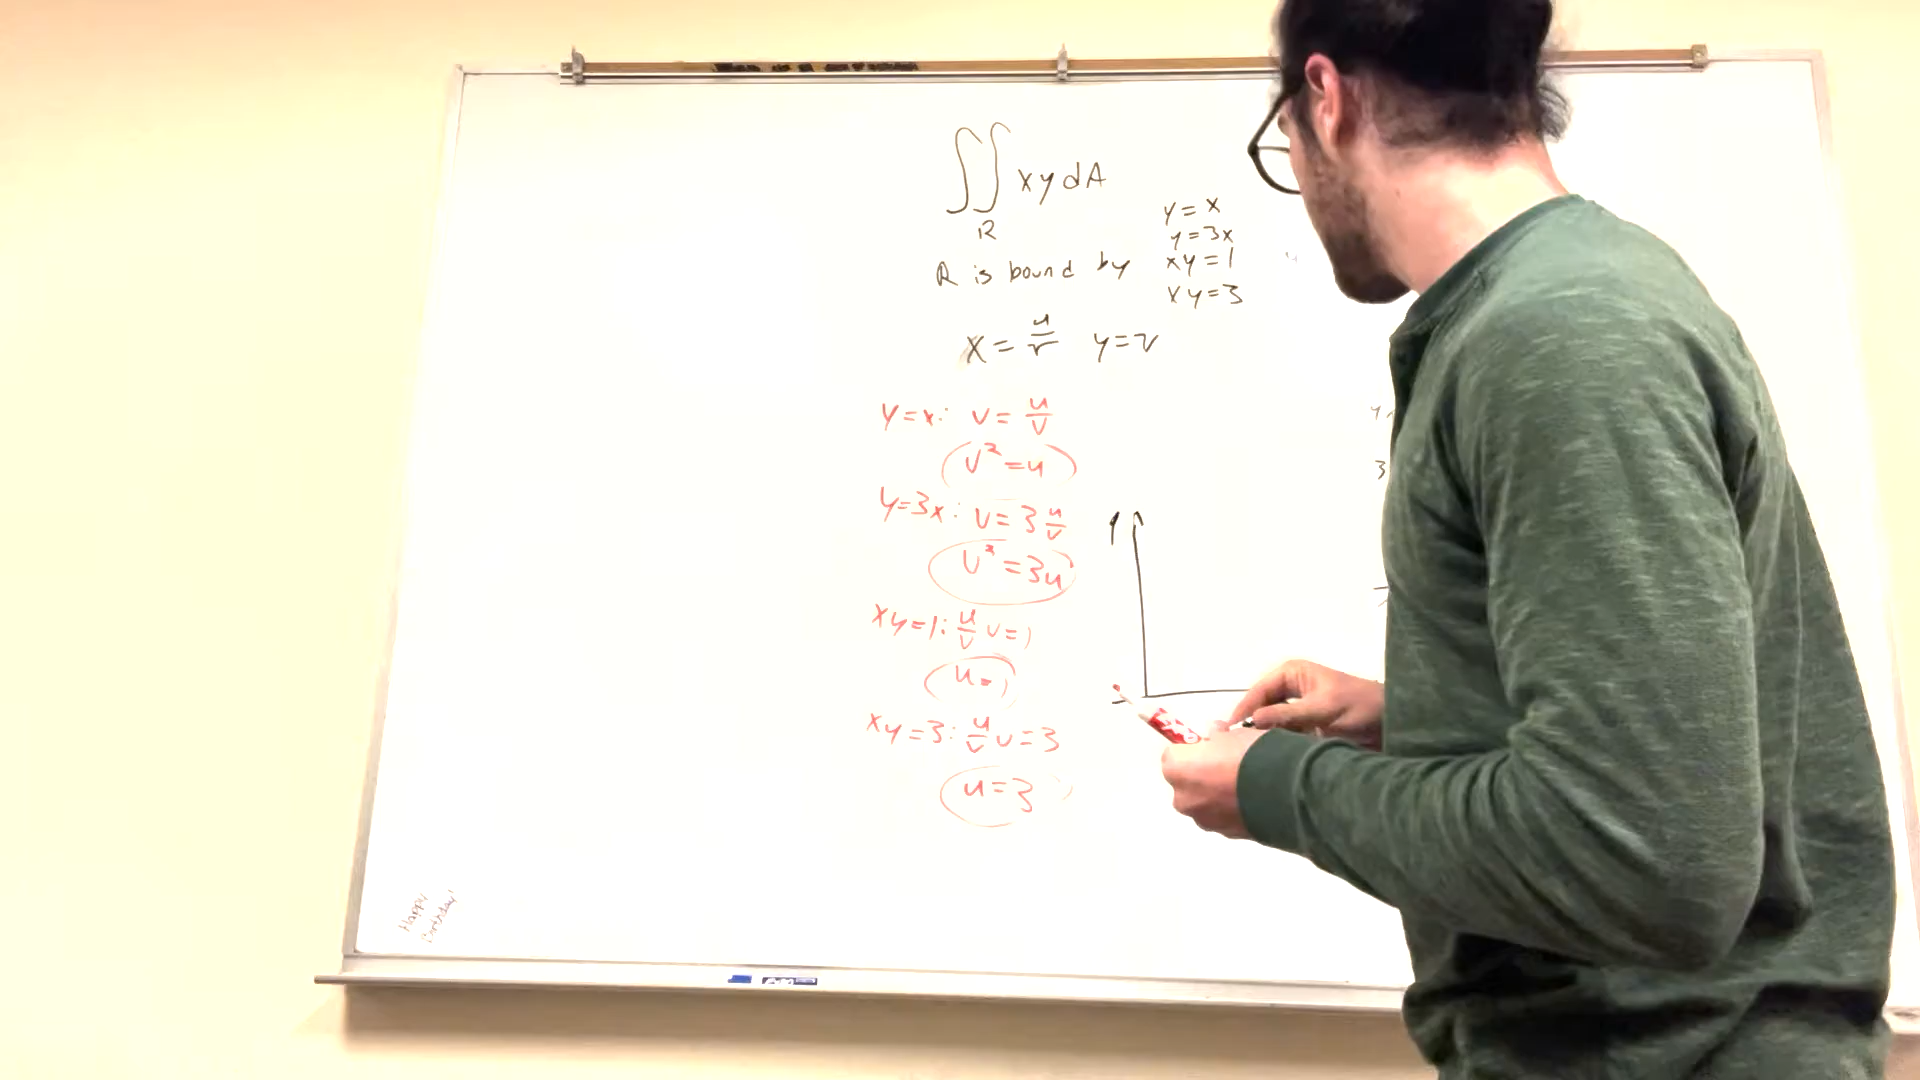 ∬ xy dA
R
R is bound by
y = x
y = 3x
xy = 1
xy = 3
x = u/v y = v
y = x: v = u/v
v² = u
y = 3x: v = 3 u/v
v² = 3u
xy = 1: u/v v = 1
u = 1
xy = 3: u/v v = 3
u = 3
Happy
Birthday!